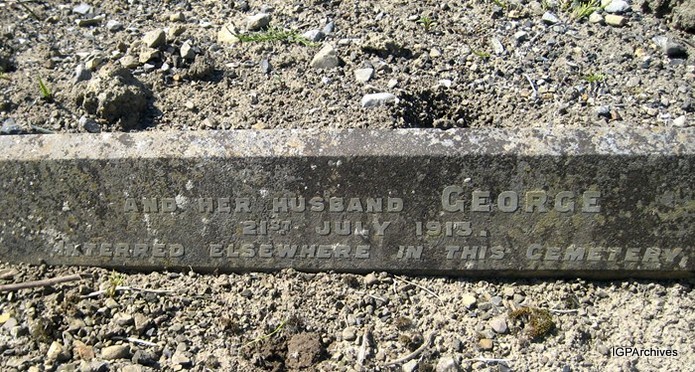 AND HER HUSBAND GEORGE
21ST JULY 1913.
INTERRED ELSEWHERE IN THIS CEMETERY.
IGPArchives